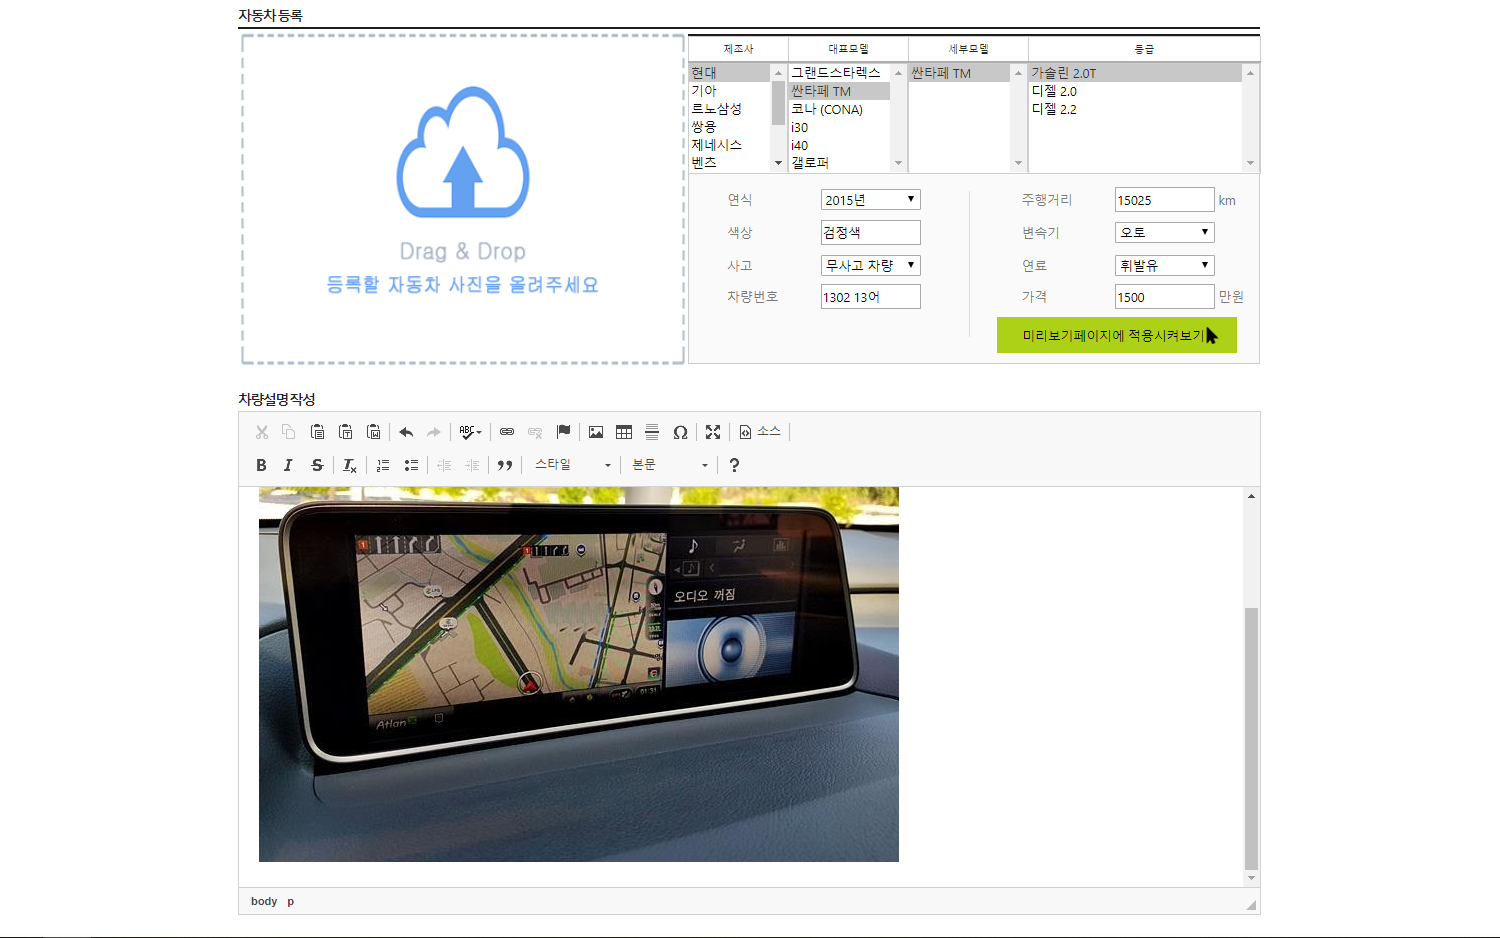 자동차 등록
Drag & Drop
등록할 자동차 사진을 올려주세요
제조사 대표모델 세부모델 등급
현대 그랜드스타렉스 싼타페 TM 가솔린 2.0T
기아 싼타페 TM 디젤 2.0
르노삼성 코나 (CONA) 디젤 2.2
쌍용 i30
제네시스 i40
벤츠 갤로퍼
연식 2015년 주행거리 15025 km
색상 검정색 변속기 오토
사고 무사고 차량 연료 휘발유
차량번호 1302 13어 가격 1500 만원
미리보기페이지에 적용시켜보기
차량설명 작성
ABC 소스
스타일 본문
오디오 꺼짐
Atlan
01:31
body p